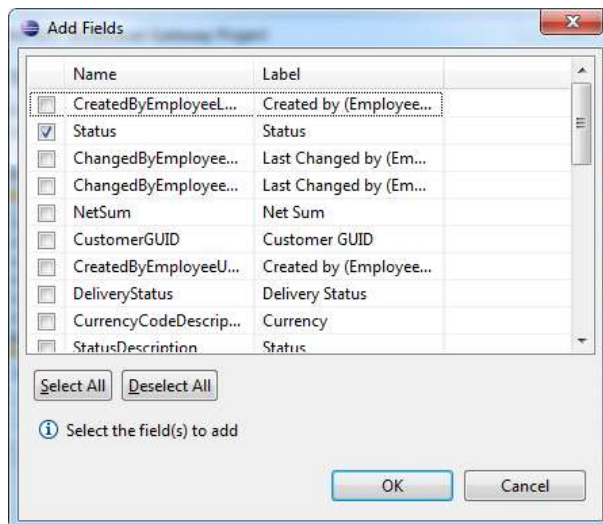 Add Fields
Name Label
CreatedByEmployeeL... Created by (Employee...
Status Status
ChangedByEmployee... Last Changed by (Em...
ChangedByEmployee... Last Changed by (Em...
NetSum Net Sum
CustomerGUID Customer GUID
CreatedByEmployeeU... Created by (Employee...
DeliveryStatus Delivery Status
CurrencyCodeDescrip... Currency
StatusDescription Status
Select All Deselect All
Select the field(s) to add
OK Cancel